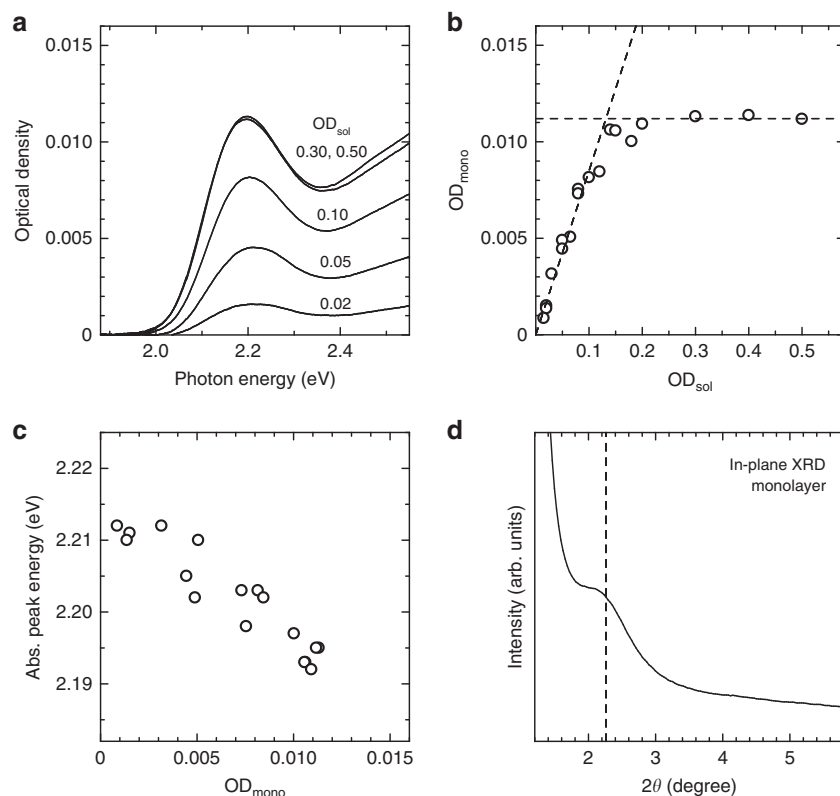 a
0.015
0.010
0.005
0
Optical density
OD_sol
0.30, 0.50
0.10
0.05
0.02
2.0 2.2 2.4
Photon energy (eV)
b
0.015
0.010
0.005
0
OD_mono
0.1 0.2 0.3 0.4 0.5
OD_sol
c
2.22
2.21
2.20
2.19
Abs. peak energy (eV)
0 0.005 0.010 0.015
OD_mono
d
In-plane XRD
monolayer
Intensity (arb. units)
2 3 4 5
2θ (degree)